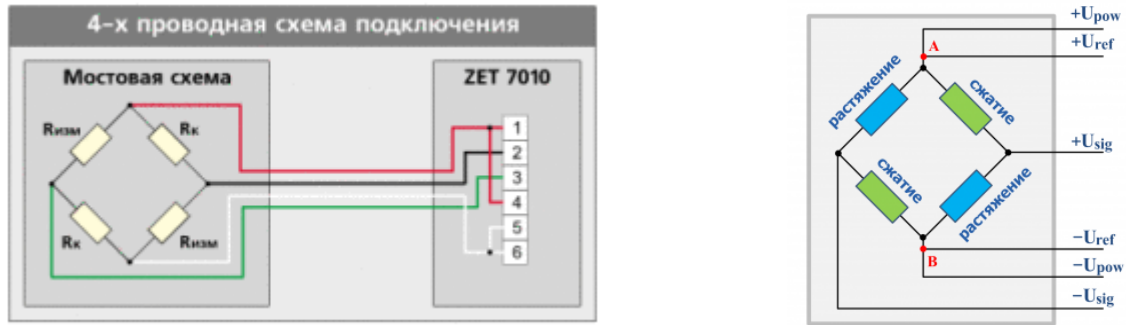 4-х проводная схема подключения
Мостовая схема
ZET 7010
Rизм
Rк
Rк
Rизм
1
2
3
4
5
6
+Upow
A
+Uref
растяжение
сжатие
+Usig
сжатие
растяжение
−Uref
B
−Upow
−Usig